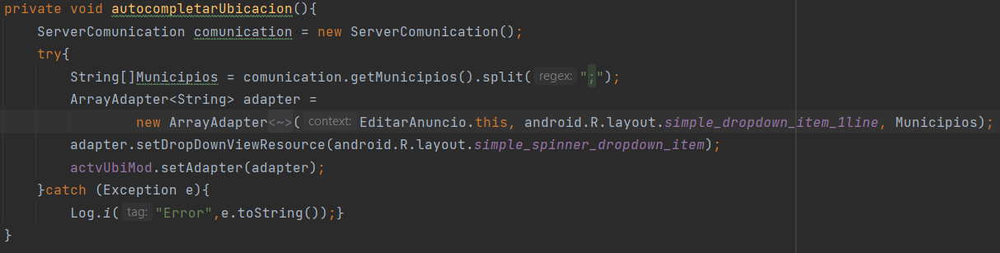 private void autocompletarUbicacion(){
ServerComunication comunication = new ServerComunication();
try{
String[]Municipios = comunication.getMunicipios().split( regex: ";");
ArrayAdapter<String> adapter =
new ArrayAdapter<~>( context: EditarAnuncio.this, android.R.layout.simple_dropdown_item_1line, Municipios);
adapter.setDropDownViewResource(android.R.layout.simple_spinner_dropdown_item);
actvUbiMod.setAdapter(adapter);
}catch (Exception e){
Log.i( tag: "Error",e.toString());}
}